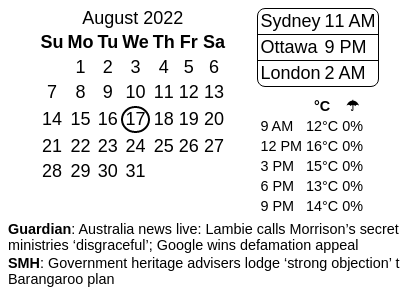 August 2022
Su Mo Tu We Th Fr Sa
1 2 3 4 5 6
7 8 9 10 11 12 13
14 15 16 17 18 19 20
21 22 23 24 25 26 27
28 29 30 31
Sydney 11 AM
Ottawa 9 PM
London 2 AM
°C ☂
9 AM 12°C 0%
12 PM 16°C 0%
3 PM 15°C 0%
6 PM 13°C 0%
9 PM 14°C 0%
Guardian: Australia news live: Lambie calls Morrison’s secret
ministries ‘disgraceful’; Google wins defamation appeal
SMH: Government heritage advisers lodge ‘strong objection’ t
Barangaroo plan